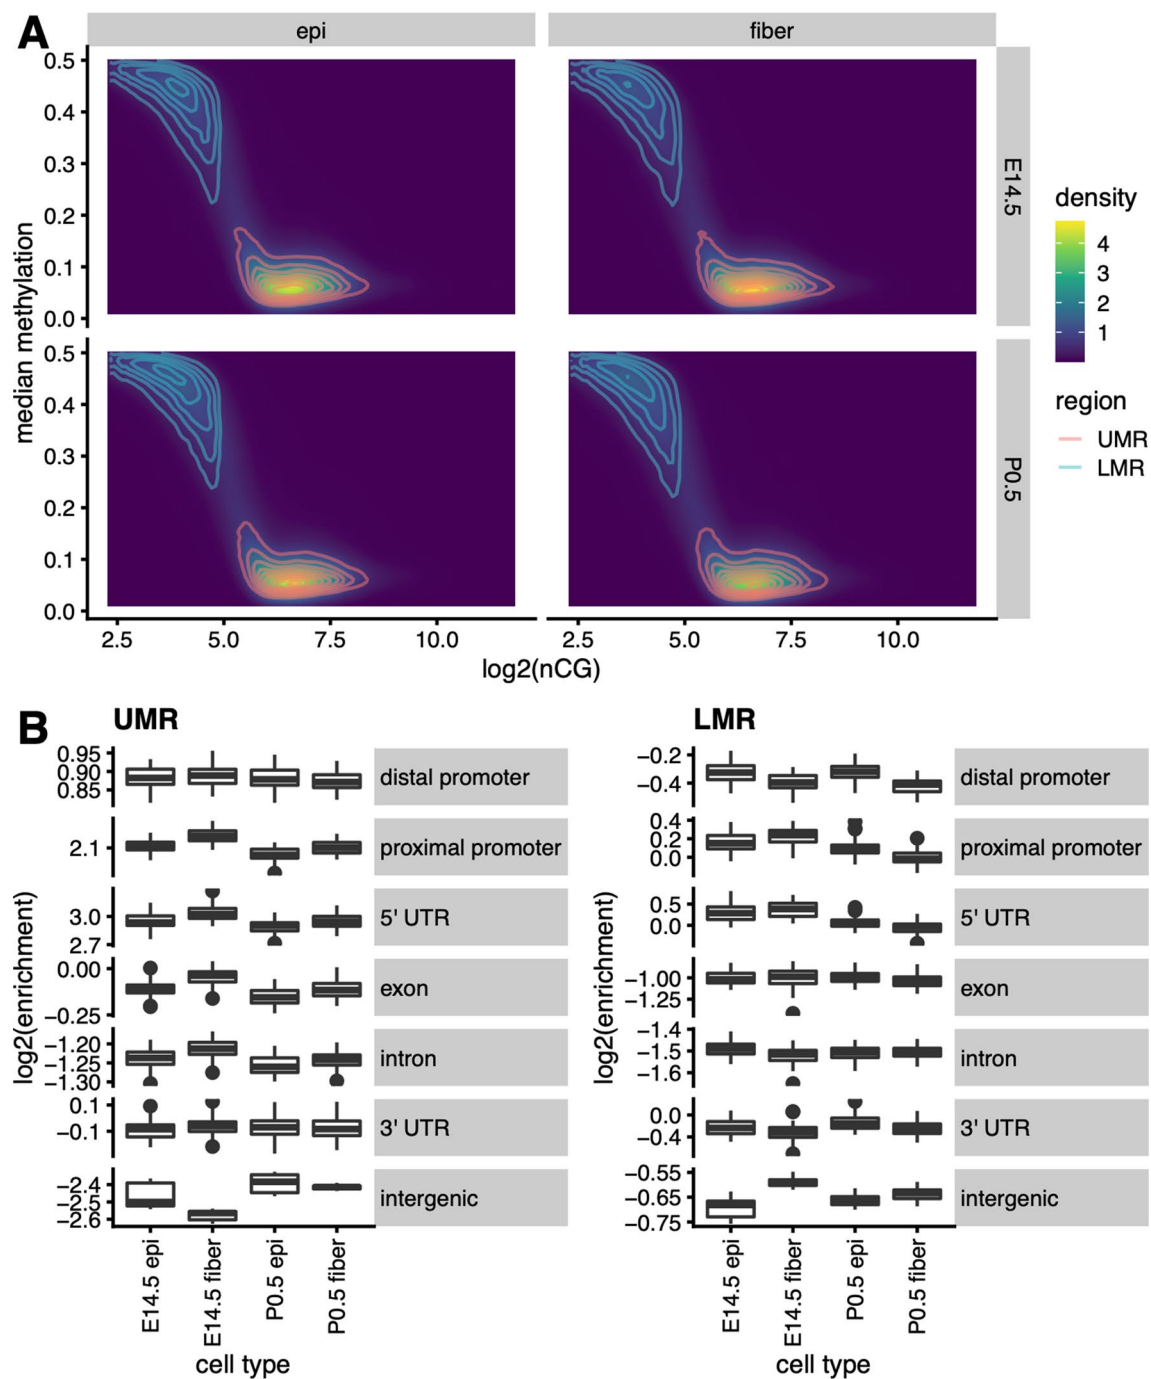 A
epi
fiber
0.5
0.4
0.3
0.2
0.1
0.0
E14.5
0.5
0.4
0.3
0.2
0.1
0.0
P0.5
median methylation
2.5
5.0
7.5
10.0
2.5
5.0
7.5
10.0
log2(nCG)
density
4
3
2
1
region
UMR
LMR
B
UMR
log2(enrichment)
0.95
0.90
0.85
distal promoter
2.1
proximal promoter
3.0
2.7
5' UTR
0.00
−0.25
exon
−1.20
−1.25
−1.30
intron
0.1
−0.1
3' UTR
−2.4
−2.5
−2.6
intergenic
E14.5 epi
E14.5 fiber
P0.5 epi
P0.5 fiber
cell type
LMR
log2(enrichment)
−0.2
−0.4
distal promoter
0.4
0.2
0.0
proximal promoter
0.5
0.0
5' UTR
−1.00
−1.25
exon
−1.4
−1.5
−1.6
intron
0.0
−0.4
3' UTR
−0.55
−0.65
−0.75
intergenic
E14.5 epi
E14.5 fiber
P0.5 epi
P0.5 fiber
cell type